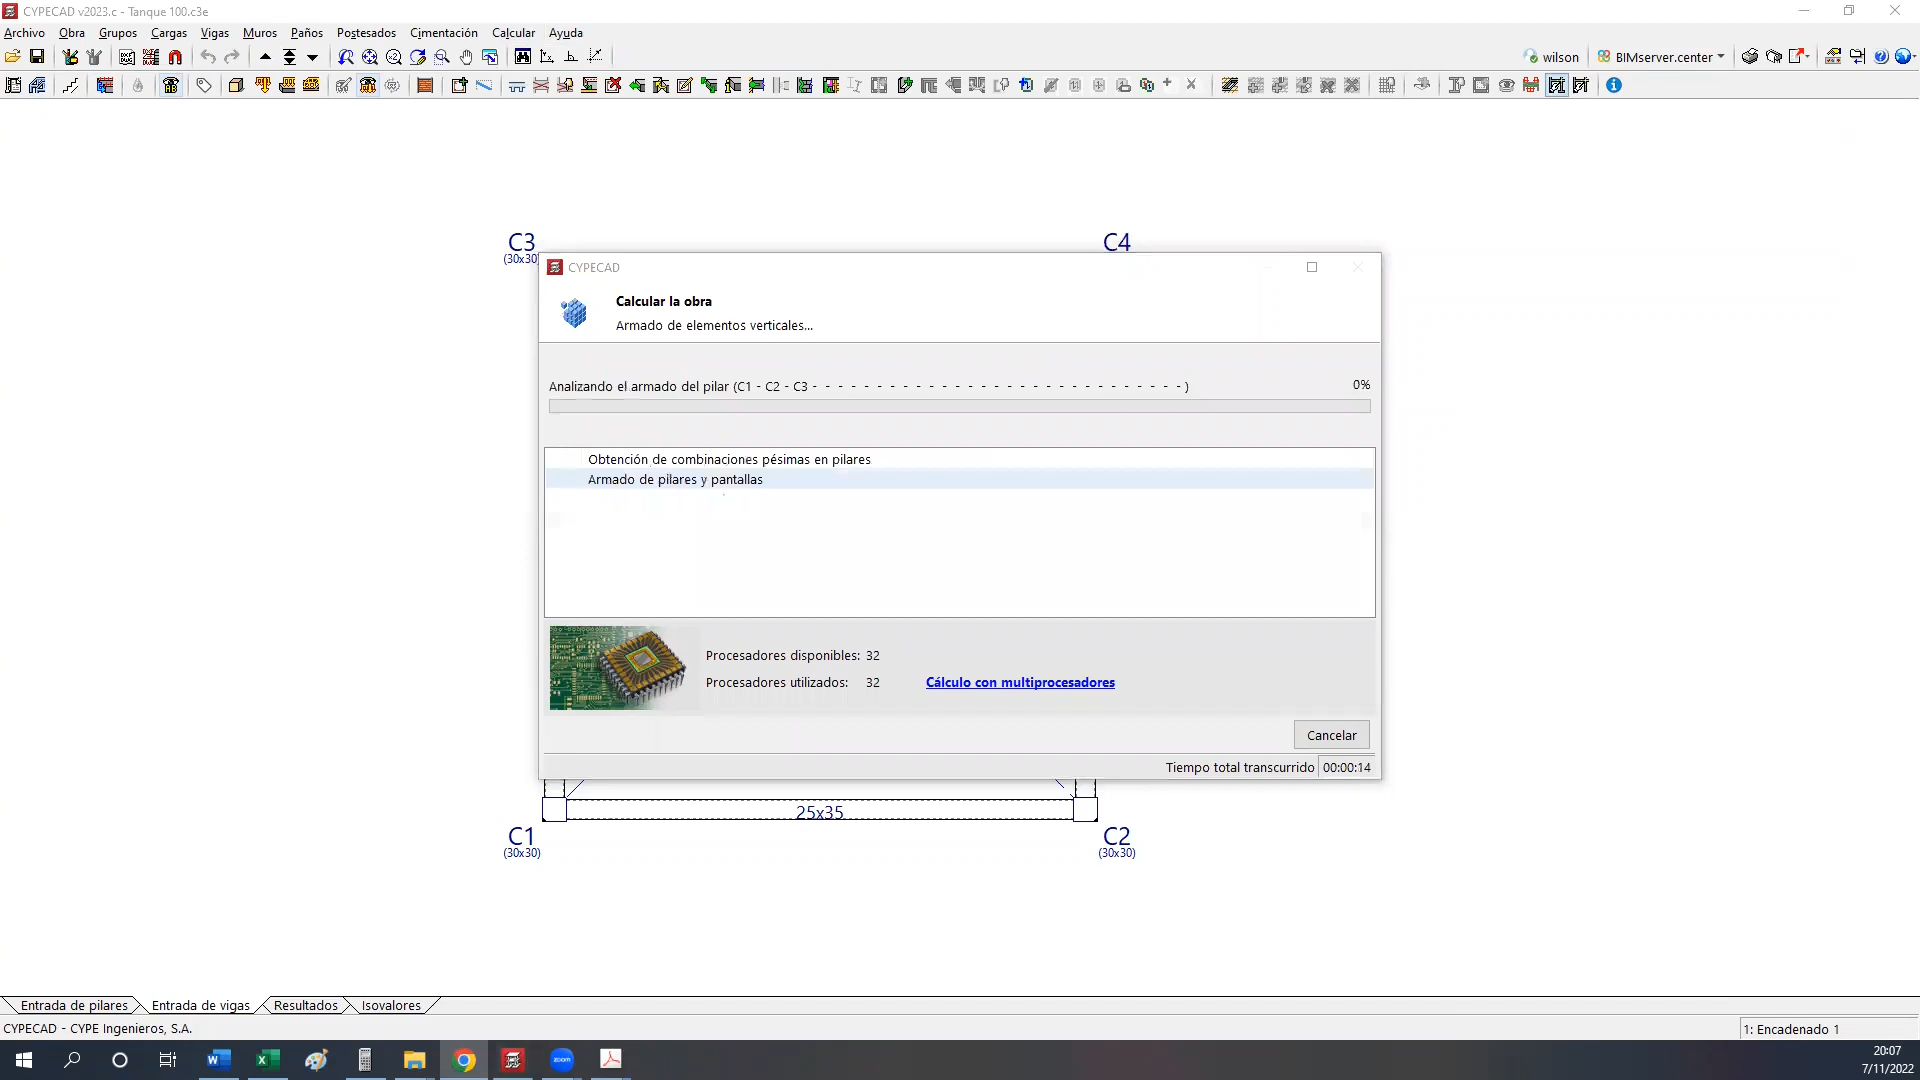 CYPECAD v2023.c - Tanque 100.c3e
Archivo Obra Grupos Cargas Vigas Muros Paños Postesados Cimentación Calcular Ayuda
wilson BIMserver.center
C3 C4
(30x30)
CYPECAD
Calcular la obra
Armado de elementos verticales...
Analizando el armado del pilar (C1 - C2 - C3 - - - - - - - - - - - - - - - - - - - - - - - - - - - - - ) 0%
Obtención de combinaciones pésimas en pilares
Armado de pilares y pantallas
Procesadores disponibles: 32
Procesadores utilizados: 32 Cálculo con multiprocesadores
Cancelar
Tiempo total transcurrido 00:00:14
25x35
C1 C2
(30x30) (30x30)
Entrada de pilares Entrada de vigas Resultados Isovalores
CYPECAD - CYPE Ingenieros, S.A. 1: Encadenado 1
zoom
20:07
7/11/2022